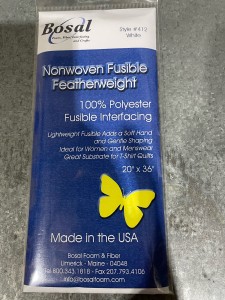 Bosal
Style #413
White
Nonwoven Fusible
Featherweight
100% Polyester
Fusible Interfacing
Lightweight Fusible Adds a Soft Hand
and Gentle Shaping
Ideal for Women and Menswear
Great Substrate for T-Shirt Quilts
20" x 36"
Made in the USA
Bosal Foam & Fiber
Limerick - Maine - 04048
Tel 800.343.1818 - Fax 207.793.4106
info@bosalfoam.com